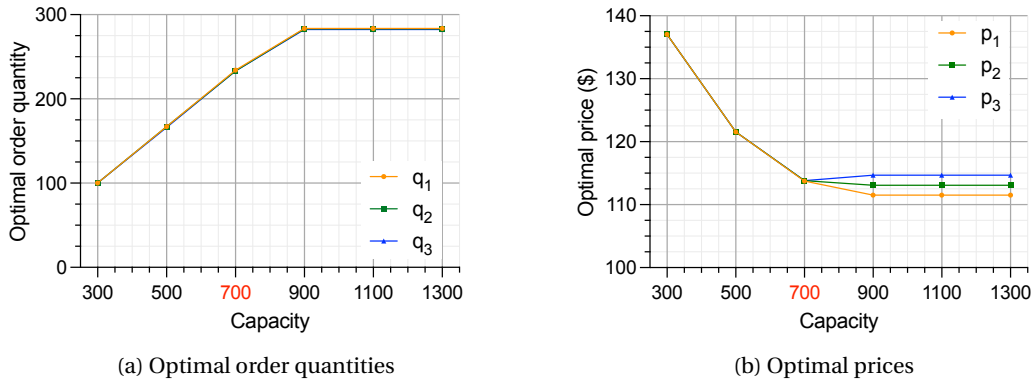 300
200
100
0
Optimal order quantity
q1
q2
q3
300 500 700 900 1100 1300
Capacity
(a) Optimal order quantities
140
130
120
110
100
Optimal price ($)
p1
p2
p3
300 500 700 900 1100 1300
Capacity
(b) Optimal prices